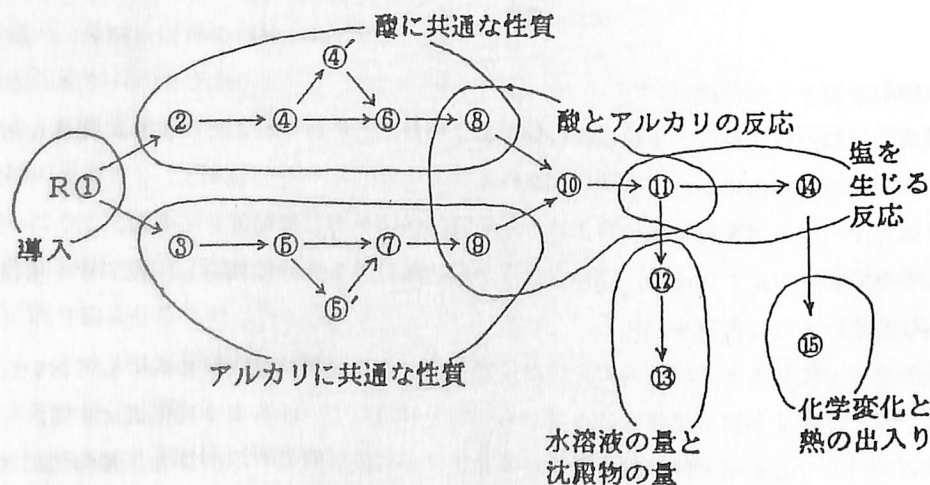 酸に共通な性質
④′
② ④ ⑥ ⑧
酸とアルカリの反応
R① ⑩ ⑪ ⑭
塩を
生じる
反応
導入
③ ⑤ ⑦ ⑨
⑤′
⑫
⑬
⑮
アルカリに共通な性質
水溶液の量と
沈殿物の量
化学変化と
熱の出入り